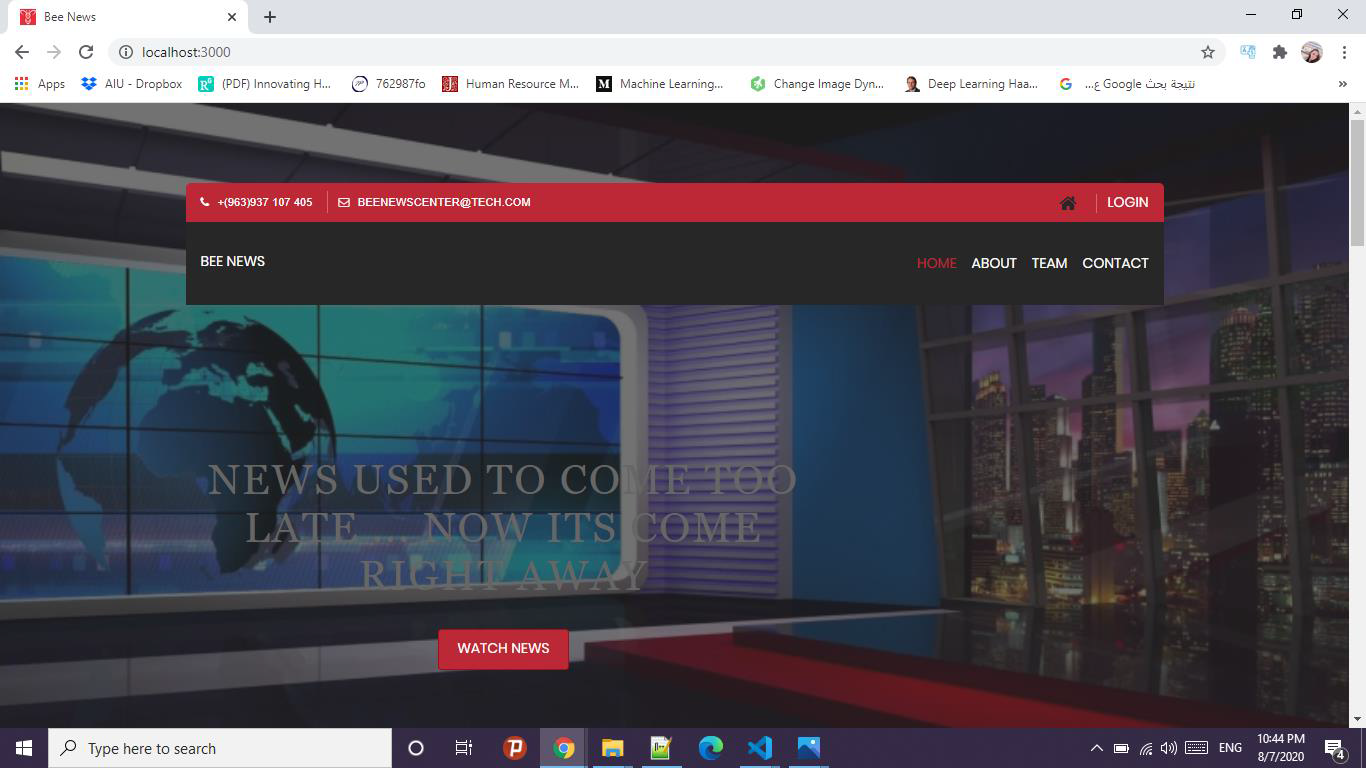 Bee News
localhost:3000
Apps
AIU - Dropbox
(PDF) Innovating H...
762987fo
Human Resource M...
Machine Learning...
Change Image Dyn...
Deep Learning Haa...
نتيجة بحث Google ع...
+(963)937 107 405
BEENEWSCENTER@TECH.COM
LOGIN
BEE NEWS
HOME ABOUT TEAM CONTACT
NEWS USED TO COME TOO
LATE ... NOW ITS COME
RIGHT AWAY
WATCH NEWS
Type here to search
ENG
10:44 PM
8/7/2020
4